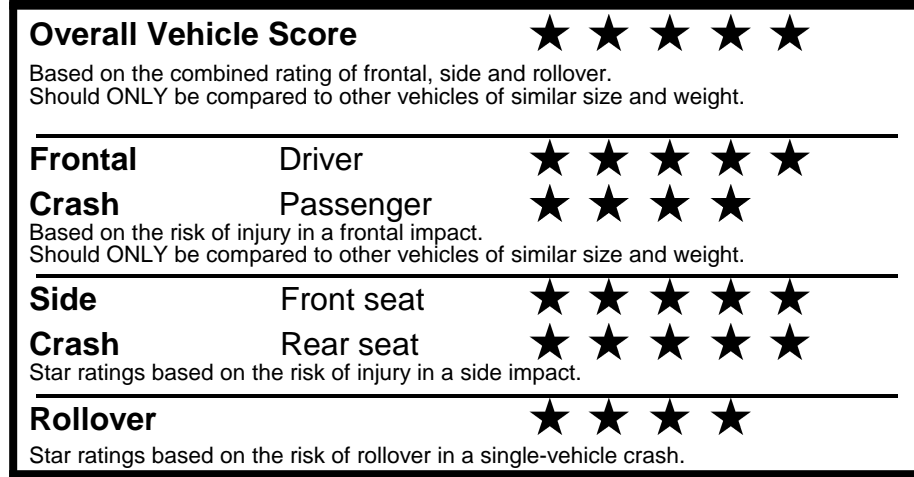 Overall Vehicle Score ★ ★ ★ ★ ★
Based on the combined rating of frontal, side and rollover.
Should ONLY be compared to other vehicles of similar size and weight.
Frontal Driver ★ ★ ★ ★ ★
Crash Passenger ★ ★ ★ ★
Based on the risk of injury in a frontal impact.
Should ONLY be compared to other vehicles of similar size and weight.
Side Front seat ★ ★ ★ ★ ★
Crash Rear seat ★ ★ ★ ★ ★
Star ratings based on the risk of injury in a side impact.
Rollover ★ ★ ★ ★
Star ratings based on the risk of rollover in a single-vehicle crash.